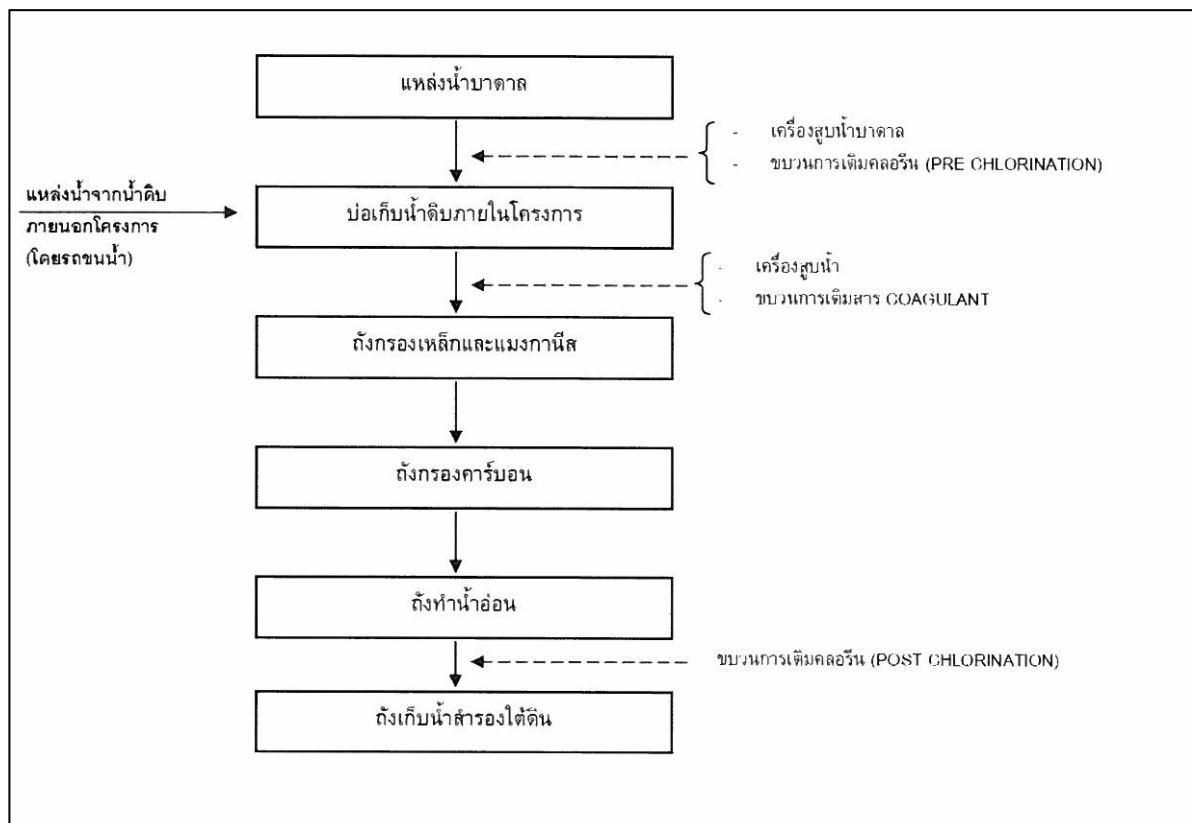 แหล่งน้ำบาดาล
- เครื่องสูบน้ำบาดาล
- ขบวนการเติมคลอรีน (PRE CHLORINATION)
แหล่งน้ำจากน้ำดิบ
ภายนอกโครงการ
(โดยรถขนน้ำ)
บ่อเก็บน้ำดิบภายในโครงการ
- เครื่องสูบน้ำ
- ขบวนการเติมสาร COAGULANT
ถังกรองเหล็กและแมงกานีส
ถังกรองคาร์บอน
ถังทำน้ำอ่อน
ขบวนการเติมคลอรีน (POST CHLORINATION)
ถังเก็บน้ำสำรองใต้ดิน